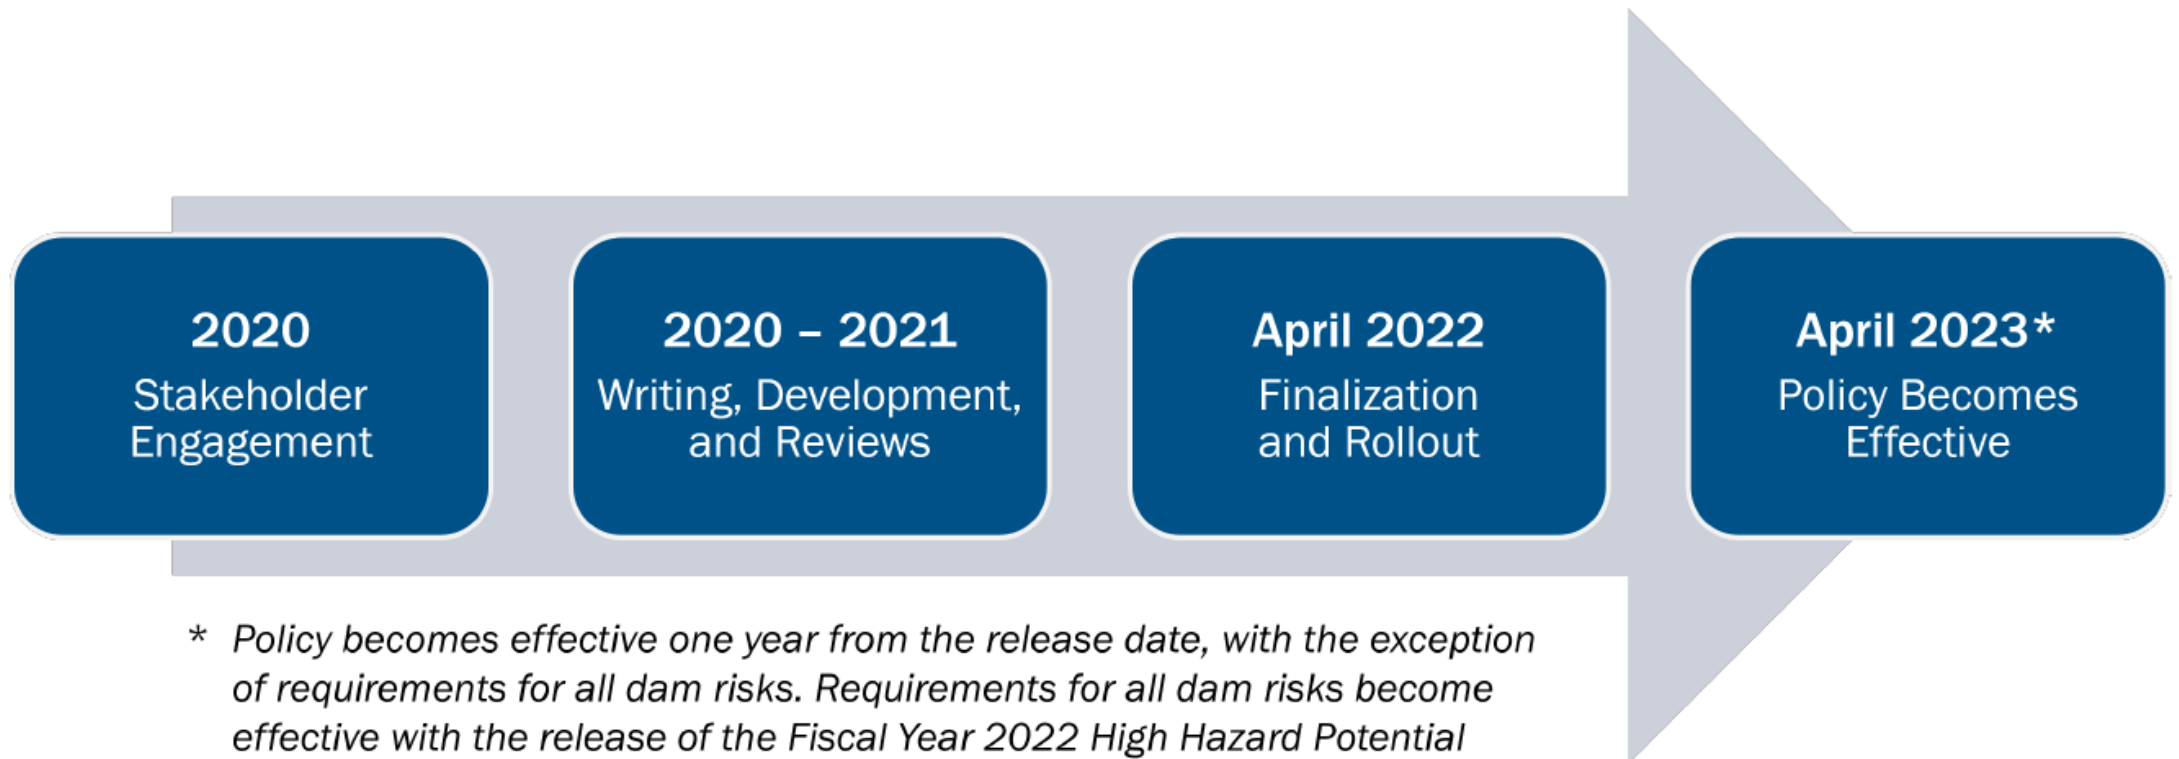 2020
Stakeholder
Engagement
2020 – 2021
Writing, Development,
and Reviews
April 2022
Finalization
and Rollout
April 2023*
Policy Becomes
Effective
* Policy becomes effective one year from the release date, with the exception
of requirements for all dam risks. Requirements for all dam risks become
effective with the release of the Fiscal Year 2022 High Hazard Potential